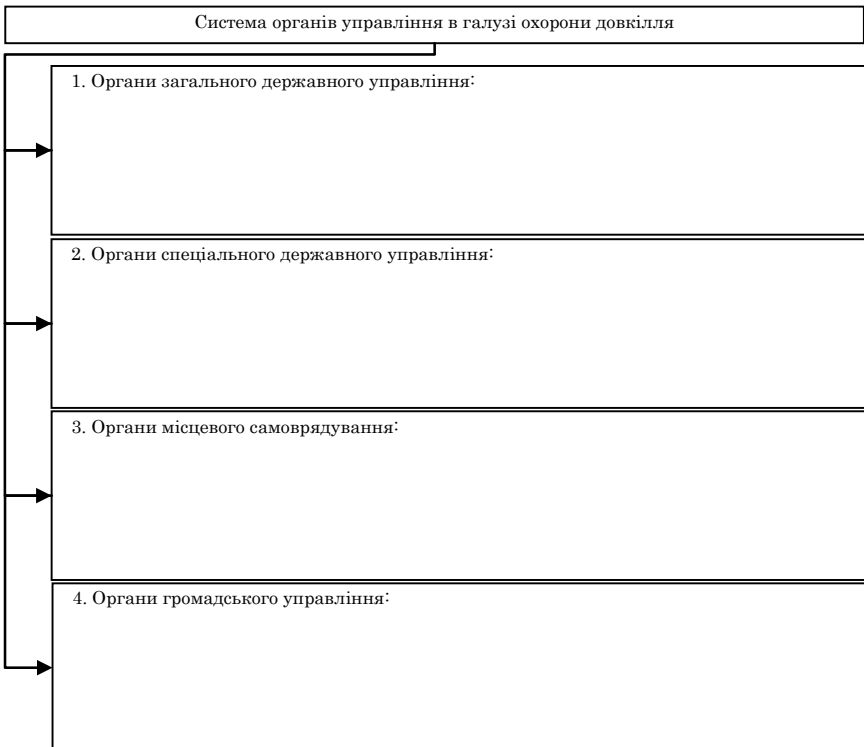 Система органів управління в галузі охорони довкілля
1. Органи загального державного управління:
2. Органи спеціального державного управління:
3. Органи місцевого самоврядування:
4. Органи громадського управління: